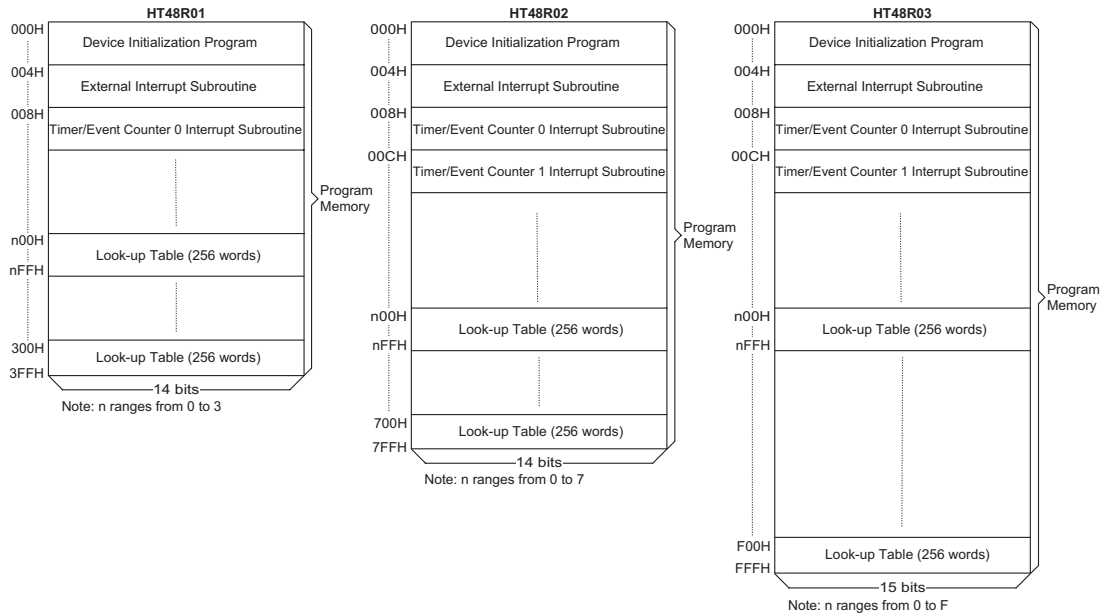 HT48R01
000H
Device Initialization Program
004H
External Interrupt Subroutine
008H
Timer/Event Counter 0 Interrupt Subroutine
Program
Memory
n00H
Look-up Table (256 words)
nFFH
300H
Look-up Table (256 words)
3FFH
14 bits
Note: n ranges from 0 to 3
HT48R02
000H
Device Initialization Program
004H
External Interrupt Subroutine
008H
Timer/Event Counter 0 Interrupt Subroutine
00CH
Timer/Event Counter 1 Interrupt Subroutine
Program
Memory
n00H
Look-up Table (256 words)
nFFH
700H
Look-up Table (256 words)
7FFH
14 bits
Note: n ranges from 0 to 7
HT48R03
000H
Device Initialization Program
004H
External Interrupt Subroutine
008H
Timer/Event Counter 0 Interrupt Subroutine
00CH
Timer/Event Counter 1 Interrupt Subroutine
Program
Memory
n00H
Look-up Table (256 words)
nFFH
F00H
Look-up Table (256 words)
FFFH
15 bits
Note: n ranges from 0 to F